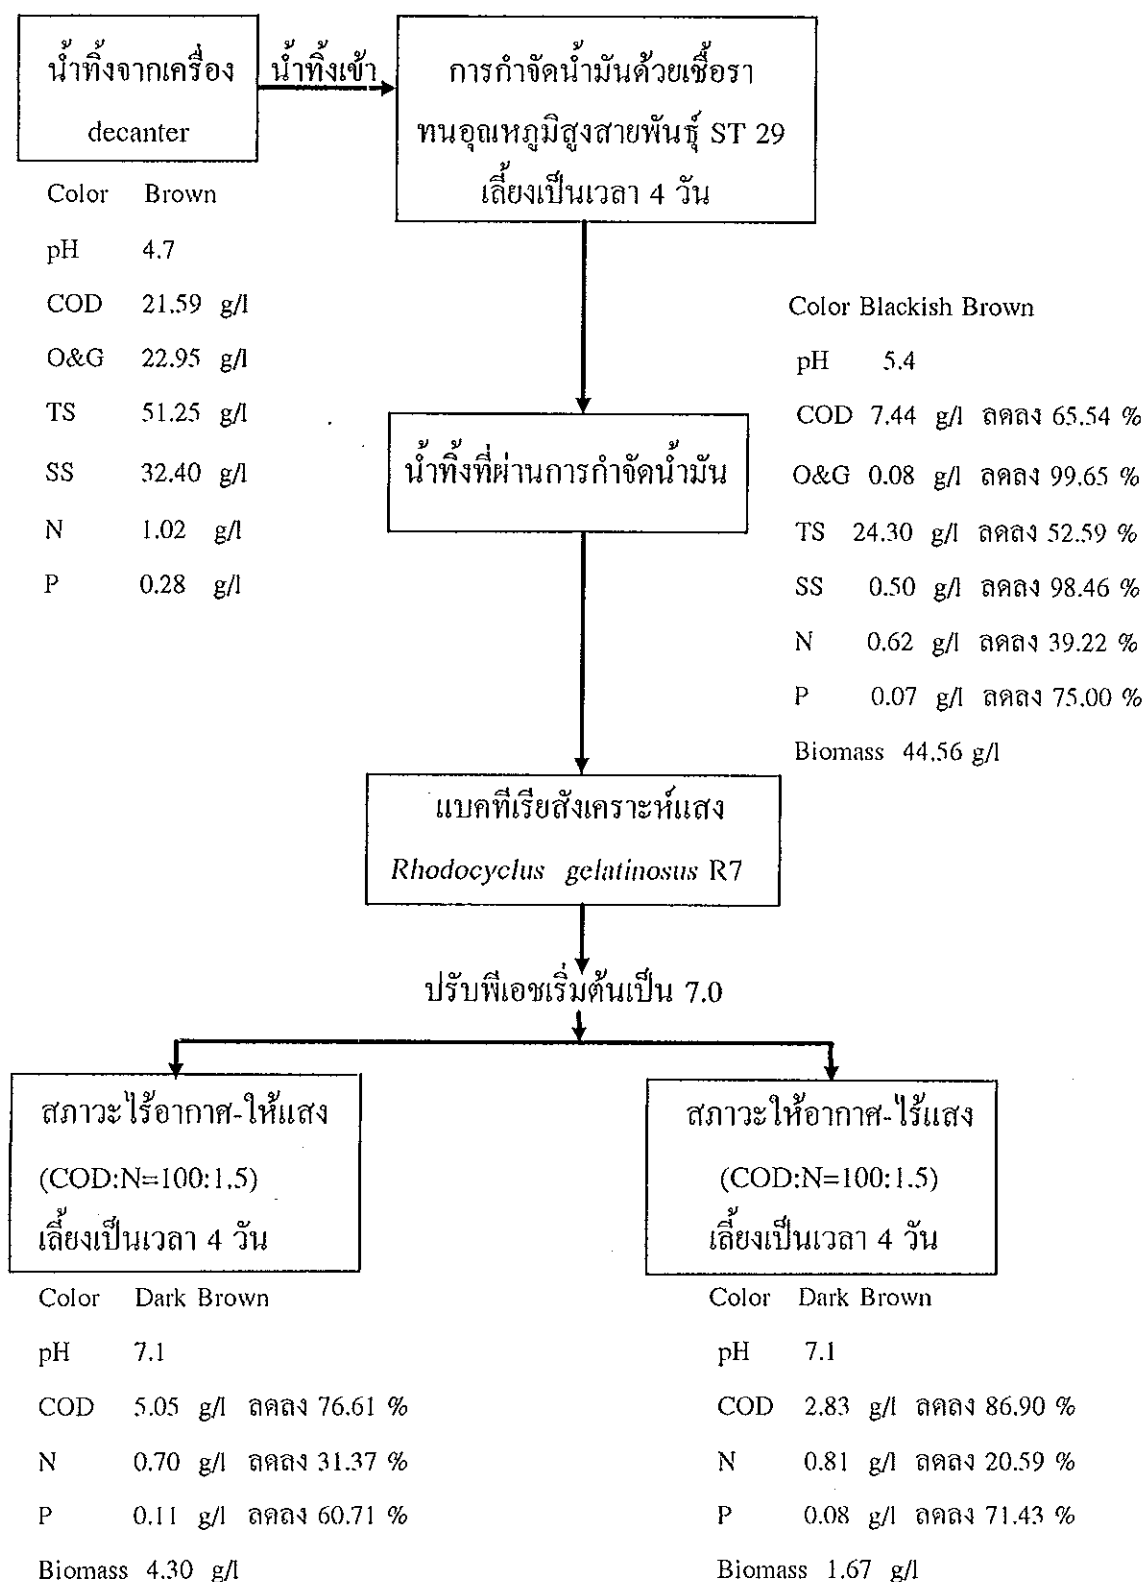 น้ำทิ้งจากเครื่อง
decanter
น้ำทิ้งเข้า
การกำจัดน้ำมันด้วยเชื้อรา
ทนอุณหภูมิสูงสายพันธุ์ ST 29
เลี้ยงเป็นเวลา 4 วัน
Color Brown
pH 4.7
COD 21.59 g/l
O&G 22.95 g/l
TS 51.25 g/l
SS 32.40 g/l
N 1.02 g/l
P 0.28 g/l
Color Blackish Brown
pH 5.4
COD 7.44 g/l ลดลง 65.54 %
O&G 0.08 g/l ลดลง 99.65 %
TS 24.30 g/l ลดลง 52.59 %
SS 0.50 g/l ลดลง 98.46 %
N 0.62 g/l ลดลง 39.22 %
P 0.07 g/l ลดลง 75.00 %
Biomass 44.56 g/l
น้ำทิ้งที่ผ่านการกำจัดน้ำมัน
แบคทีเรียสังเคราะห์แสง
Rhodocyclus gelatinosus R7
ปรับพีเอชเริ่มต้นเป็น 7.0
สภาวะไร้อากาศ-ให้แสง
(COD:N=100:1.5)
เลี้ยงเป็นเวลา 4 วัน
Color Dark Brown
pH 7.1
COD 5.05 g/l ลดลง 76.61 %
N 0.70 g/l ลดลง 31.37 %
P 0.11 g/l ลดลง 60.71 %
Biomass 4.30 g/l
สภาวะให้อากาศ-ไร้แสง
(COD:N=100:1.5)
เลี้ยงเป็นเวลา 4 วัน
Color Dark Brown
pH 7.1
COD 2.83 g/l ลดลง 86.90 %
N 0.81 g/l ลดลง 20.59 %
P 0.08 g/l ลดลง 71.43 %
Biomass 1.67 g/l